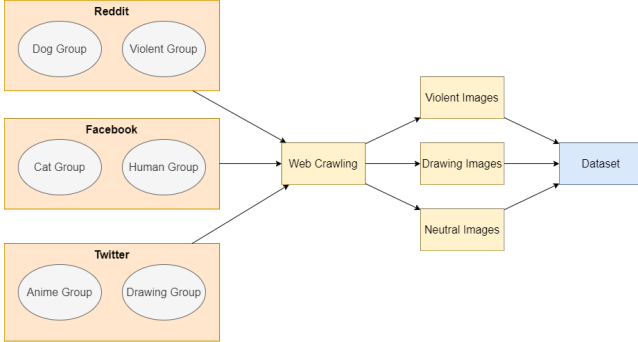 Reddit
Dog Group
Violent Group
Facebook
Cat Group
Human Group
Twitter
Anime Group
Drawing Group
Web Crawling
Violent Images
Drawing Images
Neutral Images
Dataset